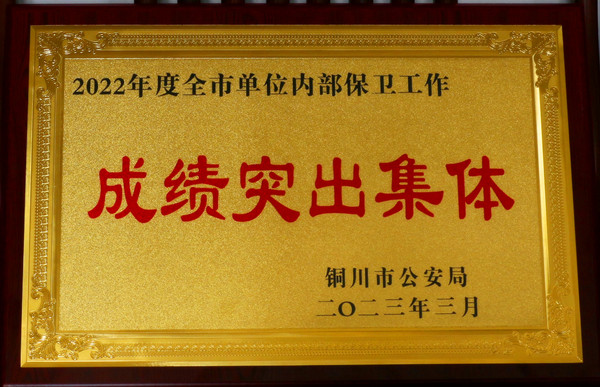 2022年度全市单位内部保卫工作
成绩突出集体
铜川市公安局
二〇二三年三月